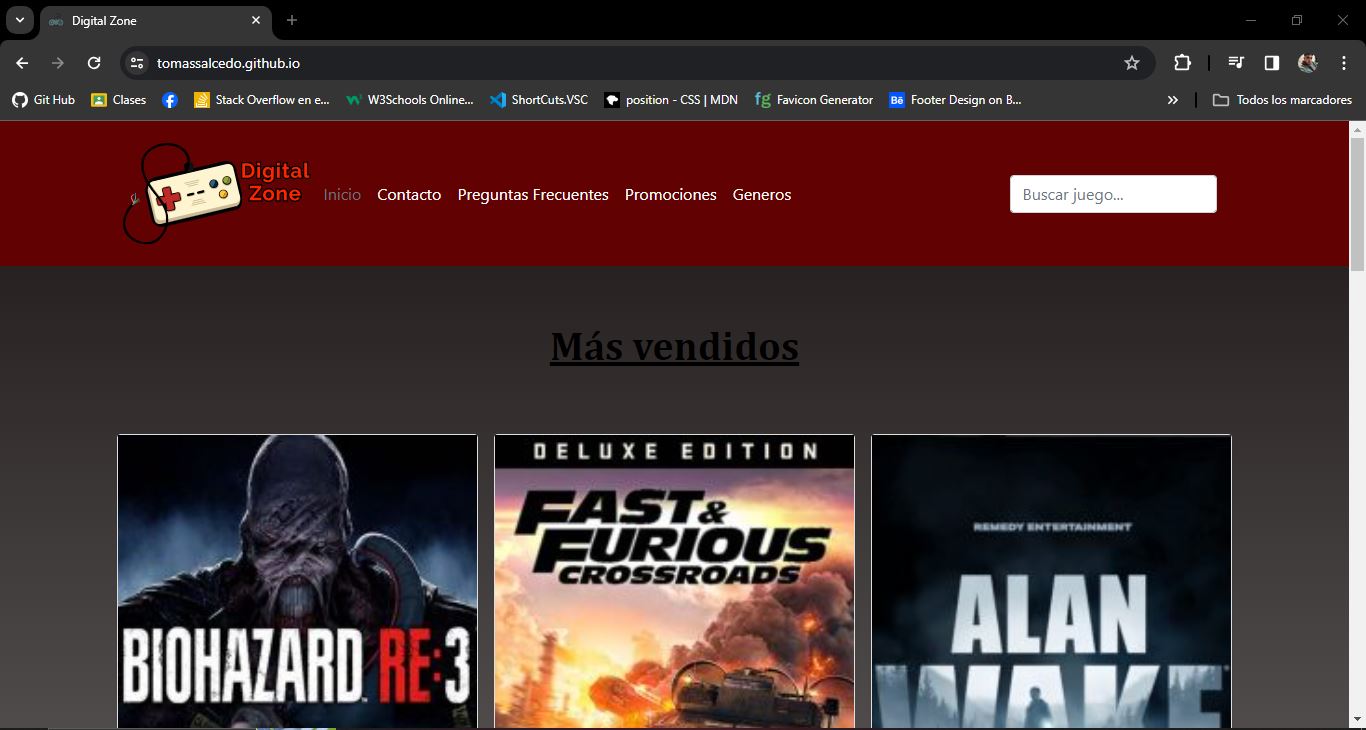 Digital Zone
tomassalcedo.github.io
Git Hub
Clases
Stack Overflow en e...
W3Schools Online...
ShortCuts.VSC
position - CSS | MDN
fg
Favicon Generator
Bē
Footer Design on B...
Todos los marcadores
Digital
Zone
Inicio
Contacto
Preguntas Frecuentes
Promociones
Generos
Buscar juego...
Más vendidos
BIOHAZARD RE:3
DELUXE EDITION
FAST &
FURIOUS
CROSSROADS
REMEDY ENTERTAINMENT
ALAN
WAKE